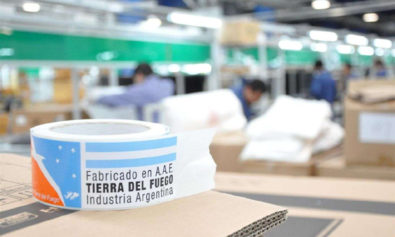 Fabricado en A.A.E
TIERRA DEL FUEGO
Industria Argentina